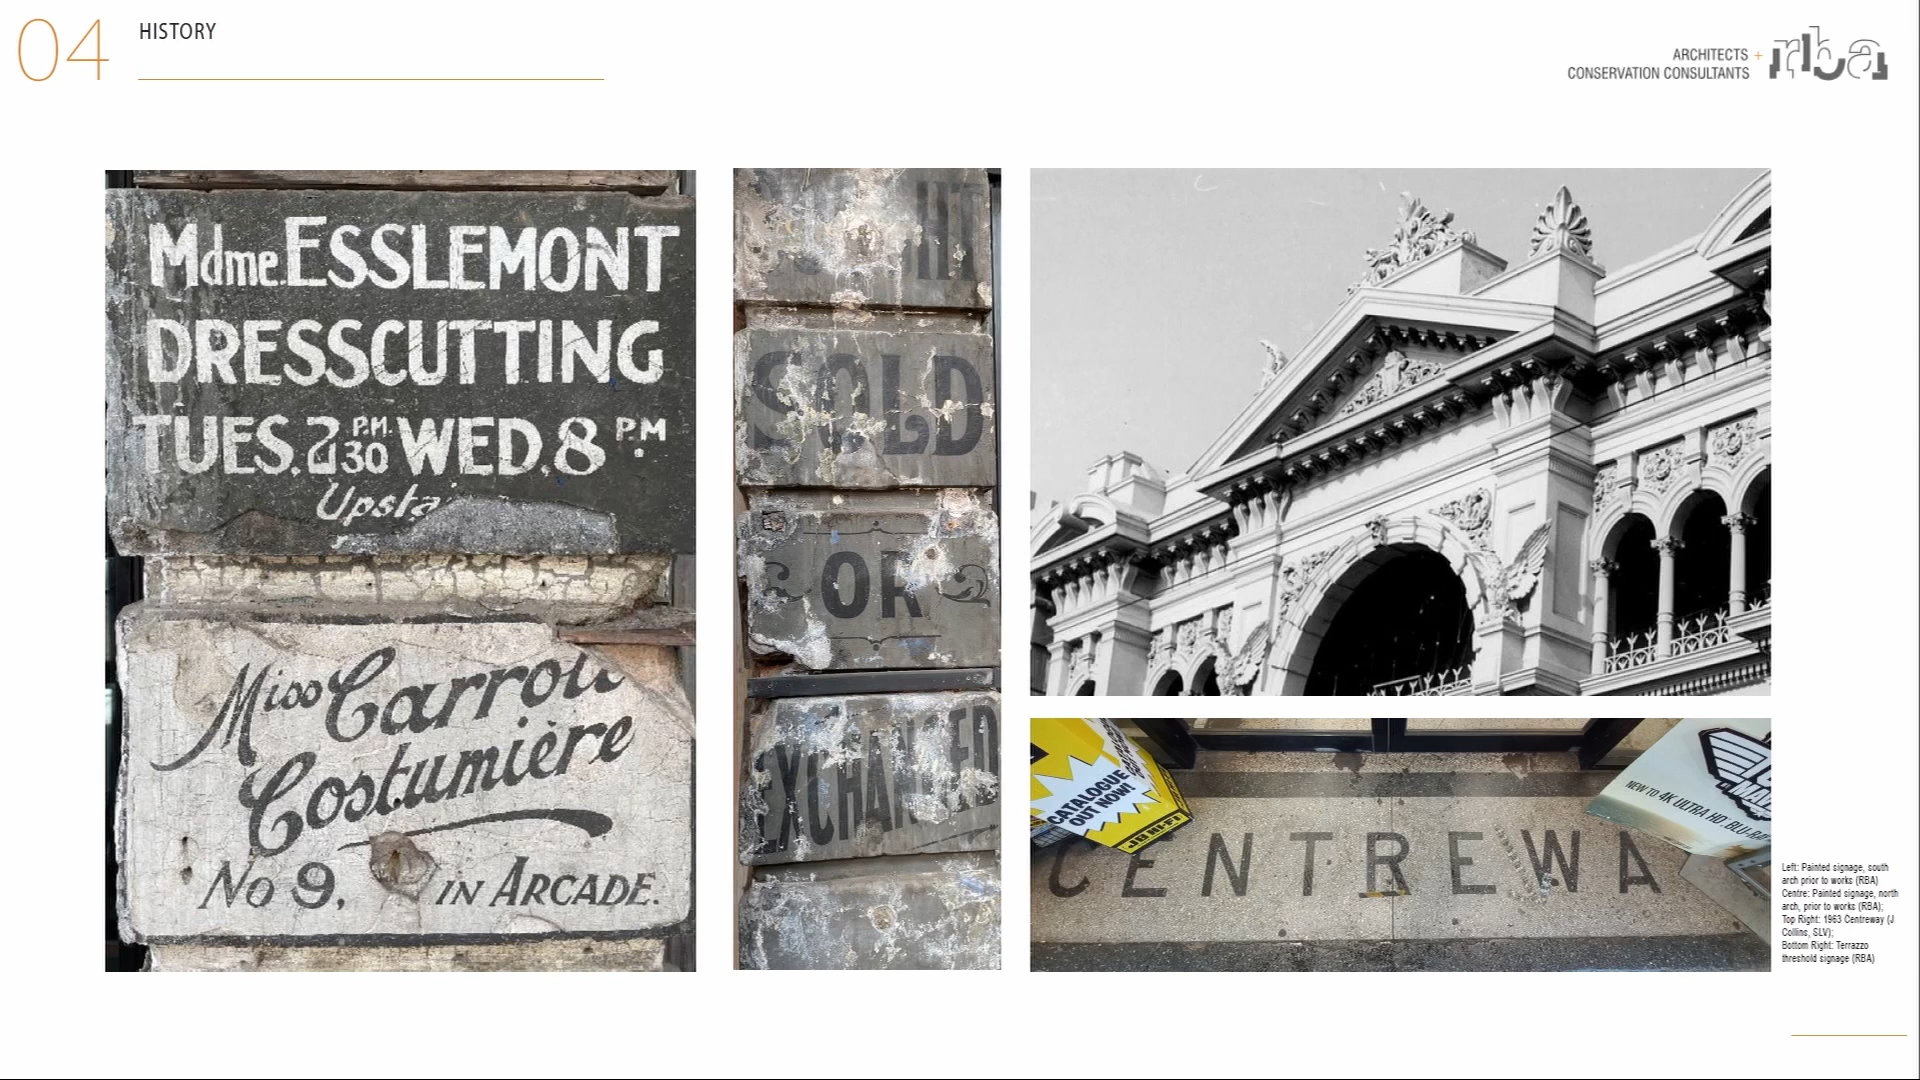 04
HISTORY
ARCHITECTS +
CONSERVATION CONSULTANTS
rba
Mdme. ESSLEMONT
DRESSCUTTING
TUES. 2 P.M. 30 WED. 8 P.M.
Upsta
Miss Carroll
Costumière
No 9, IN ARCADE.
SOLD
OR
EXCHANGED
CATALOGUE
OUT NOW!
JB HI-FI
NEW TO 4K ULTRA HD BLU-RAY
CENTREWA
Left: Painted signage, south
arch prior to works (RBA)
Centre: Painted signage, north
arch, prior to works (RBA);
Top Right: 1963 Centreway (J
Collins, SLV);
Bottom Right: Terrazzo
threshold signage (RBA)